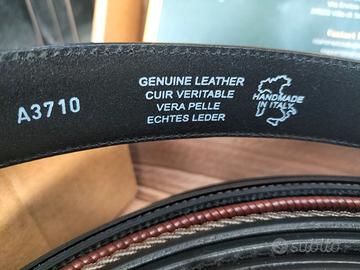 A3710
GENUINE LEATHER
CUIR VERITABLE
VERA PELLE
ECHTES LEDER
HANDMADE
IN ITALY
subito